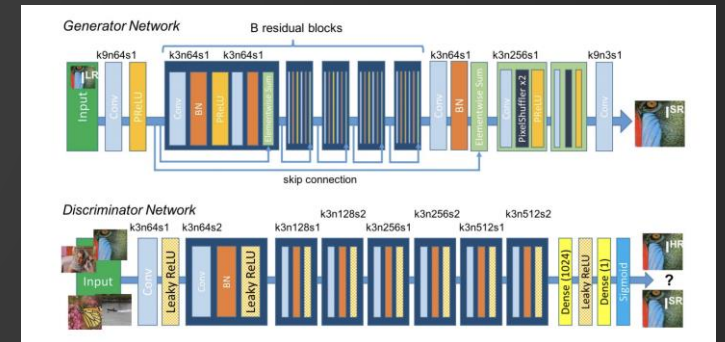 Generator Network
B residual blocks
k9n64s1 k3n64s1 k3n64s1 k3n64s1 k3n256s1 k9n3s1
Input
I^LR
Conv
PReLU
Conv
BN
PReLU
Elementwise Sum
Conv
BN
Elementwise Sum
Conv
PixelShuffler x2
PReLU
Conv
I^SR
skip connection
Discriminator Network
k3n128s2 k3n256s2 k3n512s2
k3n64s1 k3n64s2 k3n128s1 k3n256s1 k3n512s1
Input
Conv
Leaky ReLU
Conv
BN
Leaky ReLU
Dense (1024)
Leaky ReLU
Dense (1)
Sigmoid
I^HR
?
I^SR